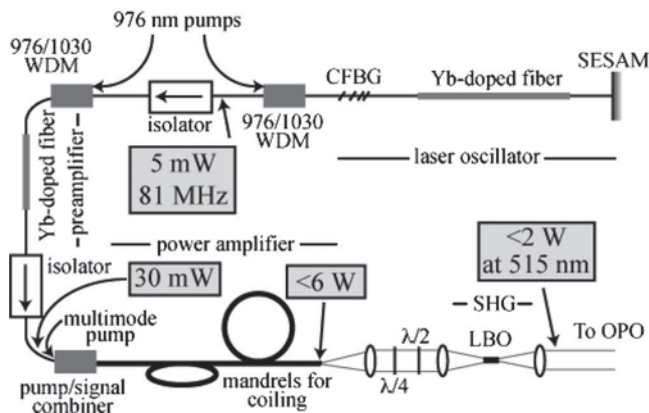 976 nm pumps
SESAM
976/1030
WDM
CFBG
Yb-doped fiber
isolator
976/1030
WDM
Yb-doped fiber
preamplifier
5 mW
81 MHz
laser oscillator
power amplifier
<2 W
at 515 nm
isolator
30 mW
<6 W
SHG
multimode
pump
λ/2
LBO
To OPO
pump/signal
combiner
mandrels for
coiling
λ/4